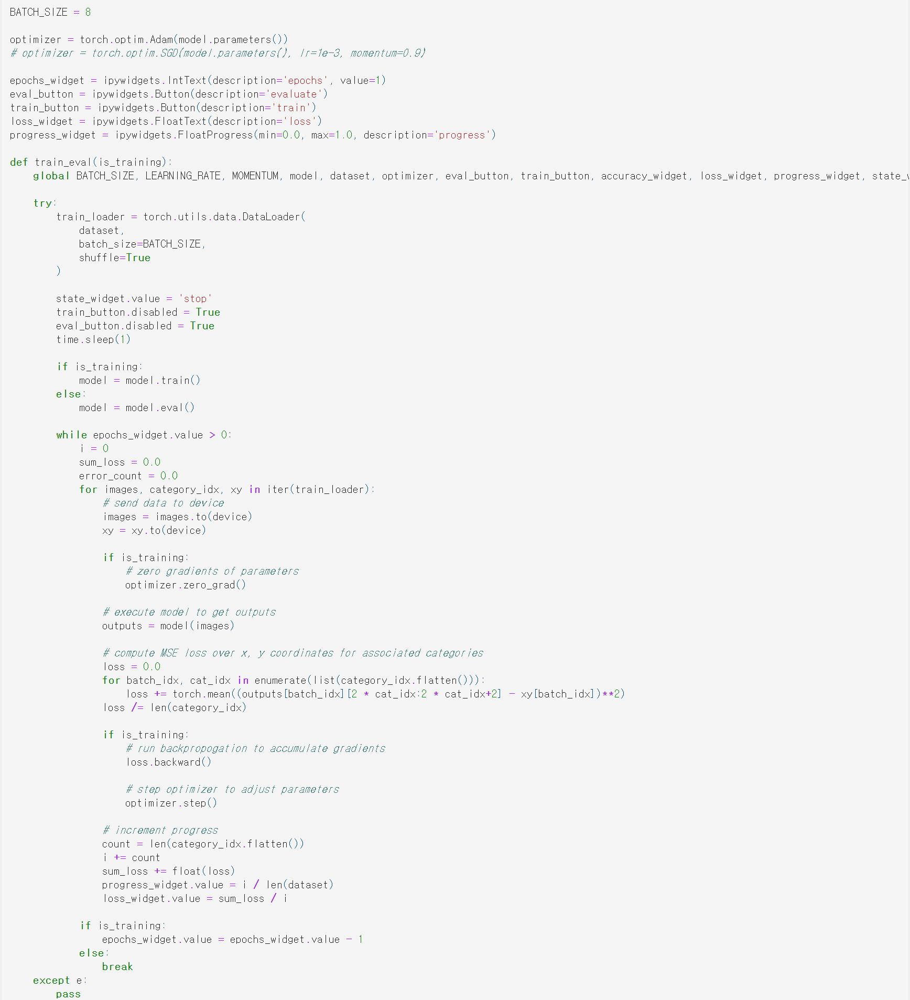 BATCH_SIZE = 8
optimizer = torch.optim.Adam(model.parameters())
# optimizer = torch.optim.SGD(model.parameters(), lr=1e-3, momentum=0.9)
epochs_widget = ipywidgets.IntText(description='epochs', value=1)
eval_button = ipywidgets.Button(description='evaluate')
train_button = ipywidgets.Button(description='train')
loss_widget = ipywidgets.FloatText(description='loss')
progress_widget = ipywidgets.FloatProgress(min=0.0, max=1.0, description='progress')
def train_eval(is_training):
    global BATCH_SIZE, LEARNING_RATE, MOMENTUM, model, dataset, optimizer, eval_button, train_button, accuracy_widget, loss_widget, progress_widget, state_
    try:
        train_loader = torch.utils.data.DataLoader(
            dataset,
            batch_size=BATCH_SIZE,
            shuffle=True
        )
        state_widget.value = 'stop'
        train_button.disabled = True
        eval_button.disabled = True
        time.sleep(1)
        if is_training:
            model = model.train()
        else:
            model = model.eval()
        while epochs_widget.value > 0:
            i = 0
            sum_loss = 0.0
            error_count = 0.0
            for images, category_idx, xy in iter(train_loader):
                # send data to device
                images = images.to(device)
                xy = xy.to(device)
                if is_training:
                    # zero gradients of parameters
                    optimizer.zero_grad()
                # execute model to get outputs
                outputs = model(images)
                # compute MSE loss over x, y coordinates for associated categories
                loss = 0.0
                for batch_idx, cat_idx in enumerate(list(category_idx.flatten())):
                    loss += torch.mean((outputs[batch_idx][2 * cat_idx:2 * cat_idx+2] - xy[batch_idx])**2)
                loss /= len(category_idx)
                if is_training:
                    # run backpropogation to accumulate gradients
                    loss.backward()
                    # step optimizer to adjust parameters
                    optimizer.step()
                # increment progress
                count = len(category_idx.flatten())
                i += count
                sum_loss += float(loss)
                progress_widget.value = i / len(dataset)
                loss_widget.value = sum_loss / i
            if is_training:
                epochs_widget.value = epochs_widget.value - 1
            else:
                break
    except e:
        pass